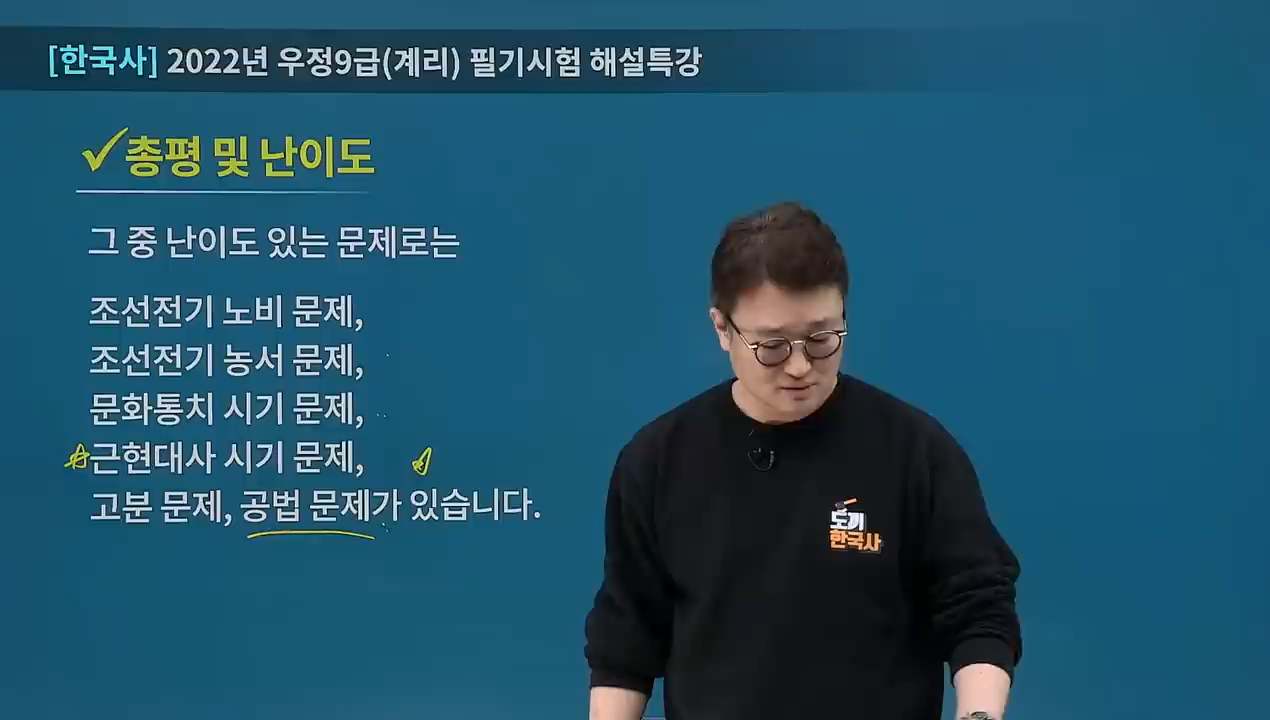 [한국사] 2022년 우정9급(계리) 필기시험 해설특강
총평 및 난이도
그 중 난이도 있는 문제로는
조선전기 노비 문제,
조선전기 농서 문제,
문화통치 시기 문제,
근현대사 시기 문제,
고분 문제, 공법 문제가 있습니다.
도끼
한국사